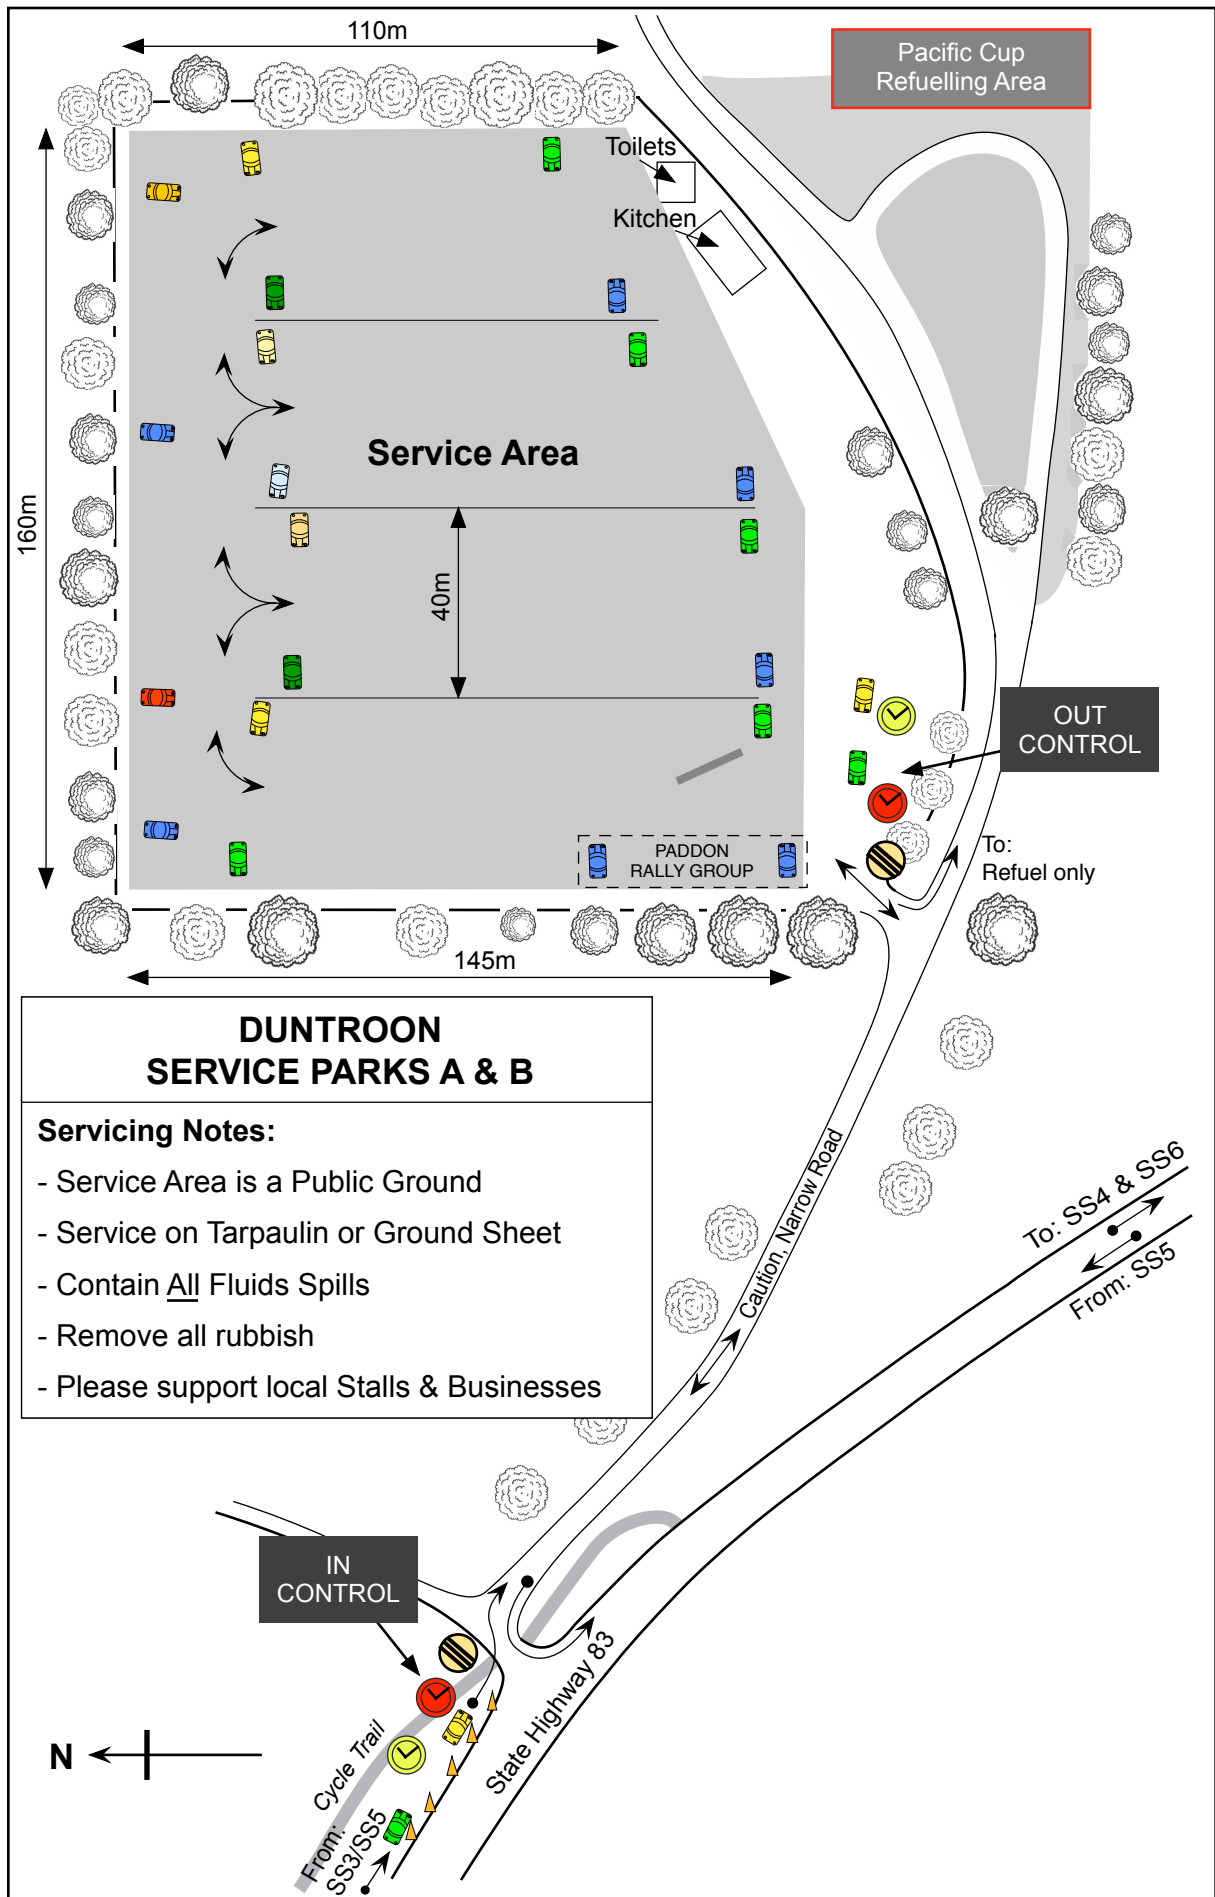 110m
Pacific Cup
Refuelling Area
Toilets
Kitchen
160m
Service Area
40m
OUT
CONTROL
PADDON
RALLY GROUP
To:
Refuel only
145m
DUNTROON
SERVICE PARKS A & B
Servicing Notes:
- Service Area is a Public Ground
- Service on Tarpaulin or Ground Sheet
- Contain All Fluids Spills
- Remove all rubbish
- Please support local Stalls & Businesses
Caution, Narrow Road
To: SS4 & SS6
From: SS5
IN
CONTROL
State Highway 83
N
Cycle Trail
From:
SS3/SS5